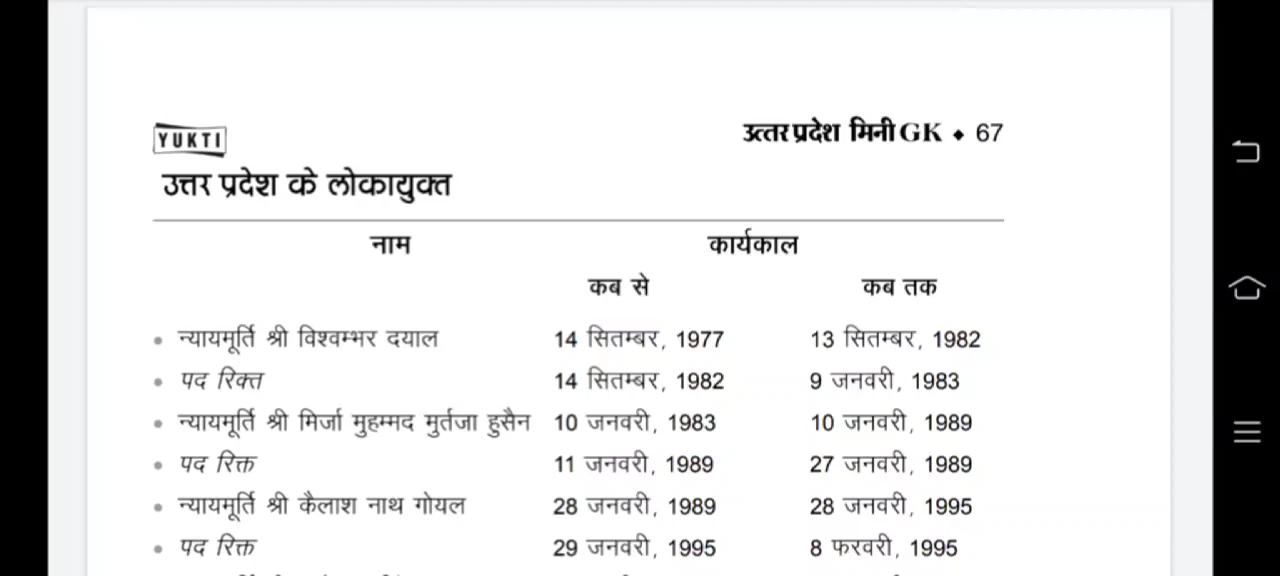 YUKTI
उत्तर प्रदेश मिनी GK ◆ 67
उत्तर प्रदेश के लोकायुक्त
नाम कार्यकाल
कब से कब तक
• न्यायमूर्ति श्री विश्वम्भर दयाल 14 सितम्बर, 1977 13 सितम्बर, 1982
• पद रिक्त 14 सितम्बर, 1982 9 जनवरी, 1983
• न्यायमूर्ति श्री मिर्जा मुहम्मद मुर्तजा हुसैन 10 जनवरी, 1983 10 जनवरी, 1989
• पद रिक्त 11 जनवरी, 1989 27 जनवरी, 1989
• न्यायमूर्ति श्री कैलाश नाथ गोयल 28 जनवरी, 1989 28 जनवरी, 1995
• पद रिक्त 29 जनवरी, 1995 8 फरवरी, 1995